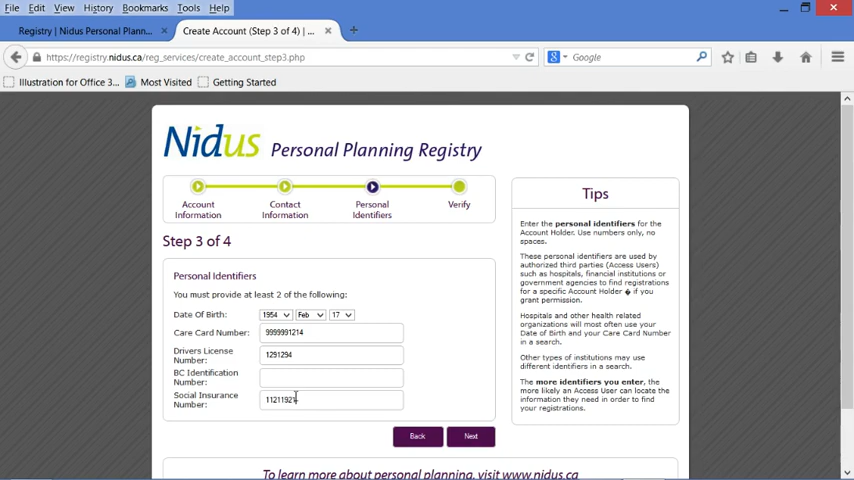 File Edit View History Bookmarks Tools Help
Registry | Nidus Personal Plann... × Create Account (Step 3 of 4) | ... × +
https://registry.nidus.ca/reg_services/create_account_step3.php Google
Illustration for Office 3... Most Visited Getting Started
Nidus Personal Planning Registry
Account Information
Contact Information
Personal Identifiers
Verify
Step 3 of 4
Personal Identifiers
You must provide at least 2 of the following:
Date Of Birth: 1954 Feb 17
Care Card Number: 9999991214
Drivers License Number: 1291294
BC Identification Number:
Social Insurance Number: 11211921
Back Next
Tips
Enter the personal identifiers for the
Account Holder. Use numbers only, no
spaces.
These personal identifiers are used by
authorized third parties (Access Users)
such as hospitals, financial institutions or
government agencies to find registrations
for a specific Account Holder � if you
grant permission.
Hospitals and other health related
organizations will most often use your
Date of Birth and your Care Card Number
in a search.
Other types of institutions may use
different identifiers in a search.
The more identifiers you enter, the
more likely an Access User can locate the
information they need in order to find
your registrations.
To learn more about personal planning, visit www.nidus.ca